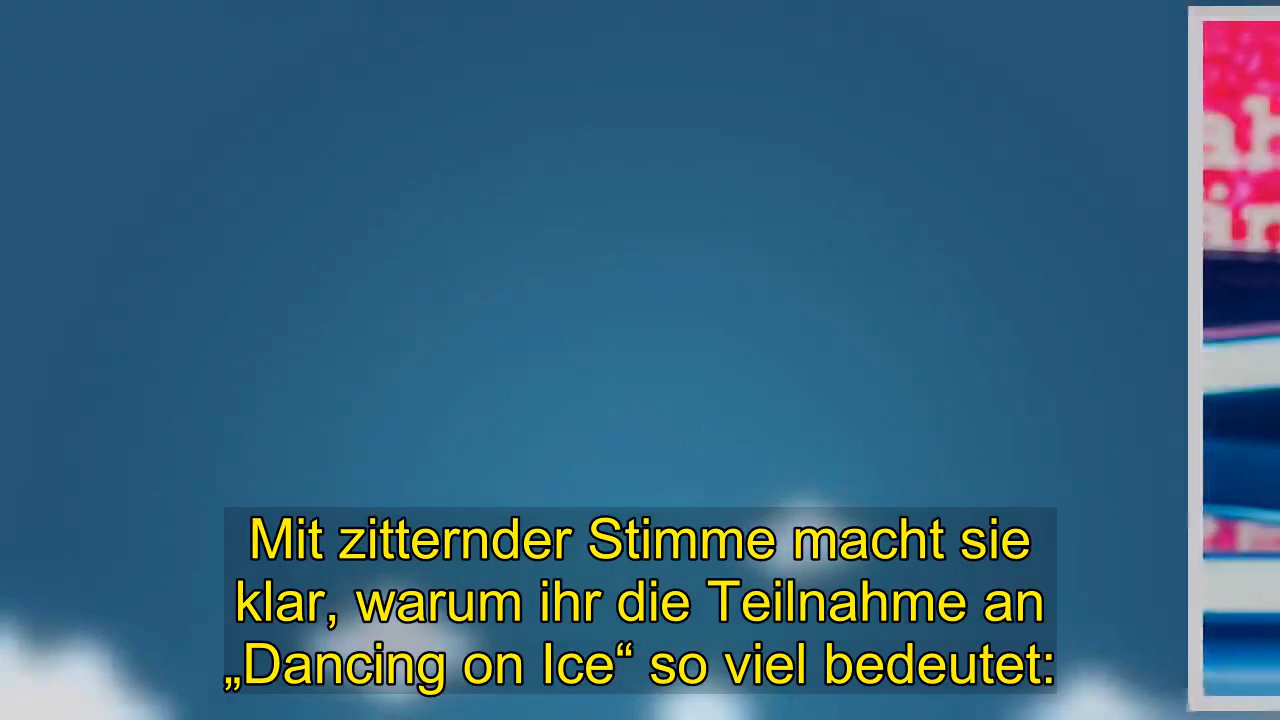 Mit zitternder Stimme macht sie
klar, warum ihr die Teilnahme an
„Dancing on Ice“ so viel bedeutet: